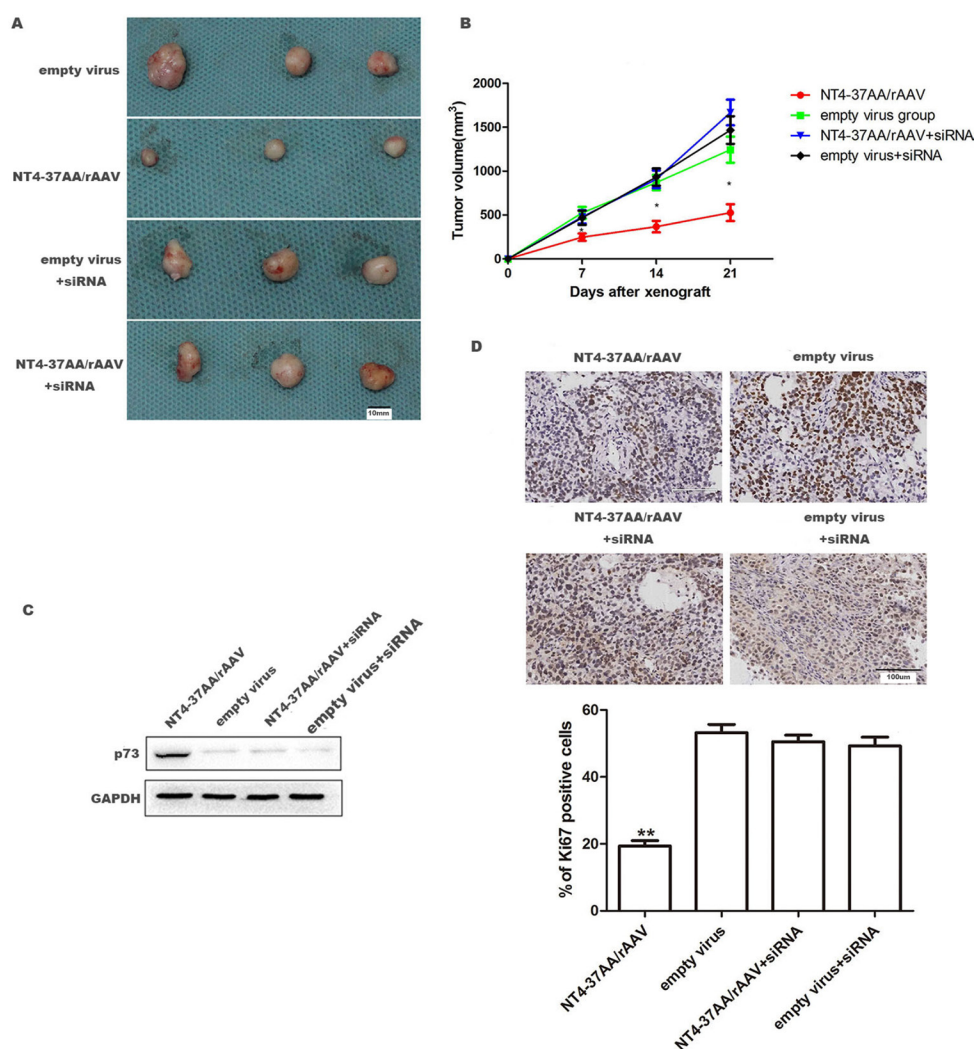 A
empty virus
NT4-37AA/rAAV
empty virus
+siRNA
NT4-37AA/rAAV
+siRNA
10mm
B
Tumor volume(mm³)
2000
1500
1000
500
0
0
7
14
21
Days after xenograft
*
*
*
NT4-37AA/rAAV
empty virus group
NT4-37AA/rAAV+siRNA
empty virus+siRNA
C
NT4-37AA/rAAV
empty virus
NT4-37AA/rAAV+siRNA
empty virus+siRNA
p73
GAPDH
D
NT4-37AA/rAAV
empty virus
NT4-37AA/rAAV
+siRNA
empty virus
+siRNA
100um
% of Ki67 positive cells
60
40
20
0
**
NT4-37AA/rAAV
empty virus
NT4-37AA/rAAV+siRNA
empty virus+siRNA